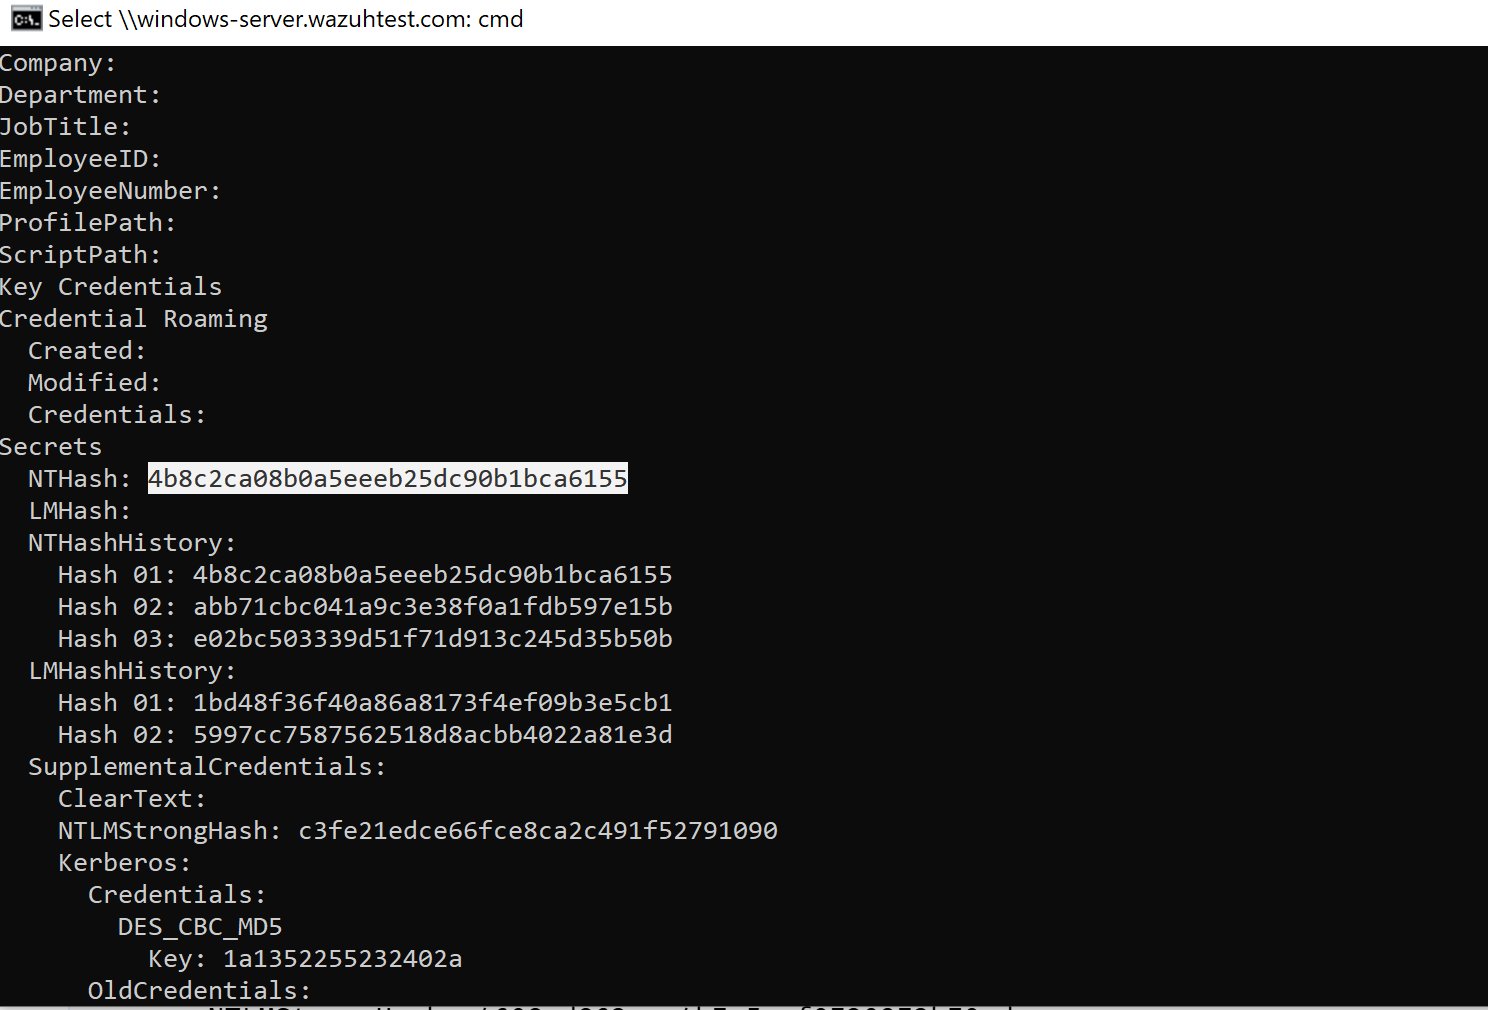 Select \\windows-server.wazuhtest.com: cmd
Company:
Department:
JobTitle:
EmployeeID:
EmployeeNumber:
ProfilePath:
ScriptPath:
Key Credentials
Credential Roaming
  Created:
  Modified:
  Credentials:
Secrets
  NTHash: 4b8c2ca08b0a5eeeb25dc90b1bca6155
  LMHash:
  NTHashHistory:
    Hash 01: 4b8c2ca08b0a5eeeb25dc90b1bca6155
    Hash 02: abb71cbc041a9c3e38f0a1fdb597e15b
    Hash 03: e02bc503339d51f71d913c245d35b50b
  LMHashHistory:
    Hash 01: 1bd48f36f40a86a8173f4ef09b3e5cb1
    Hash 02: 5997cc7587562518d8acbb4022a81e3d
  SupplementalCredentials:
    ClearText:
    NTLMStrongHash: c3fe21edce66fce8ca2c491f52791090
    Kerberos:
      Credentials:
        DES_CBC_MD5
          Key: 1a1352255232402a
      OldCredentials: